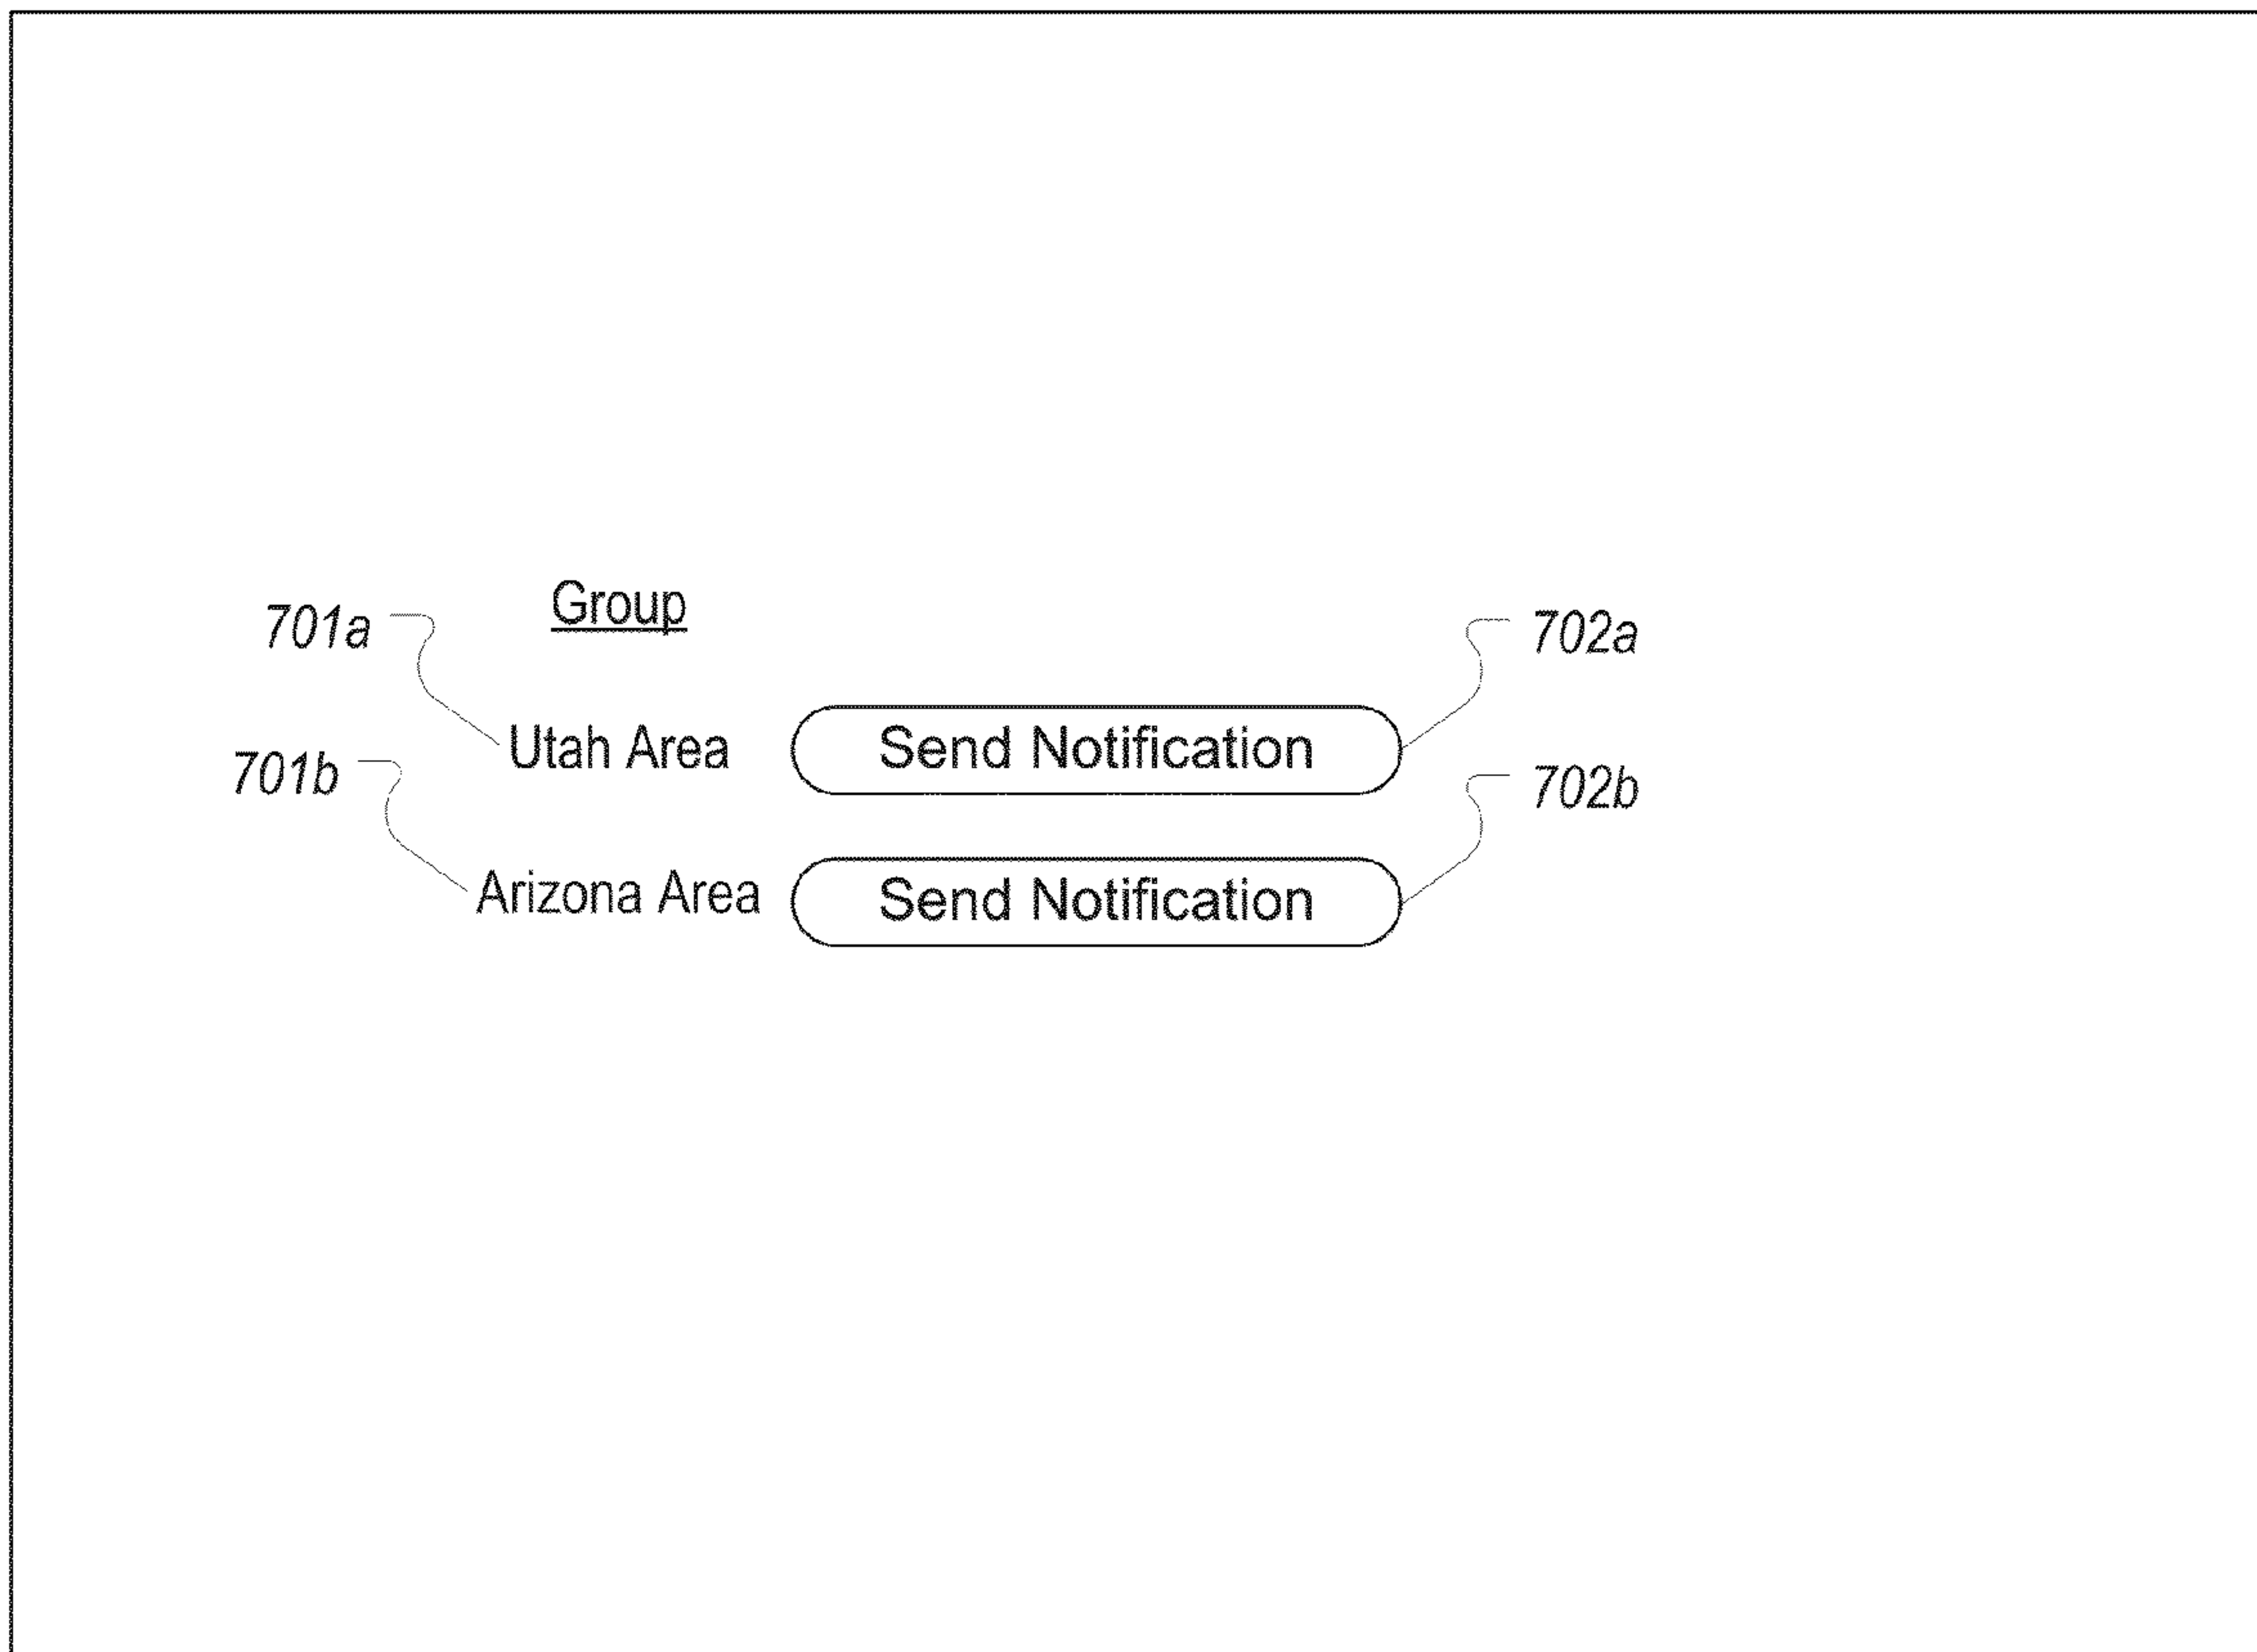 Group
701a
702a
Utah Area Send Notification
701b
702b
Arizona Area Send Notification